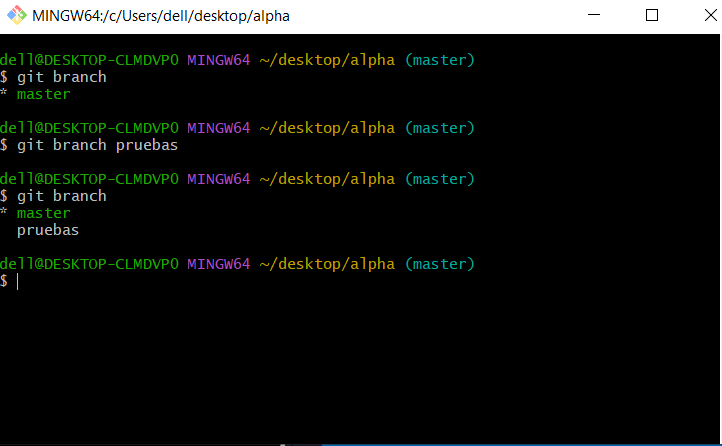 MINGW64:/c/Users/dell/desktop/alpha
dell@DESKTOP-CLMDVP0 MINGW64 ~/desktop/alpha (master)
$ git branch
* master
dell@DESKTOP-CLMDVP0 MINGW64 ~/desktop/alpha (master)
$ git branch pruebas
dell@DESKTOP-CLMDVP0 MINGW64 ~/desktop/alpha (master)
$ git branch
* master
  pruebas
dell@DESKTOP-CLMDVP0 MINGW64 ~/desktop/alpha (master)
$